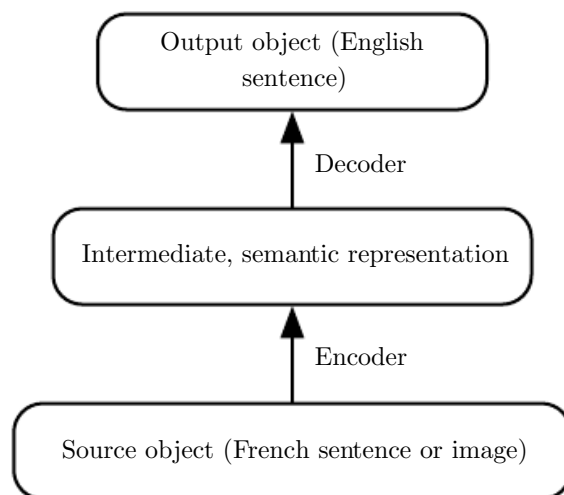 Output object (English
sentence)
Decoder
Intermediate, semantic representation
Encoder
Source object (French sentence or image)